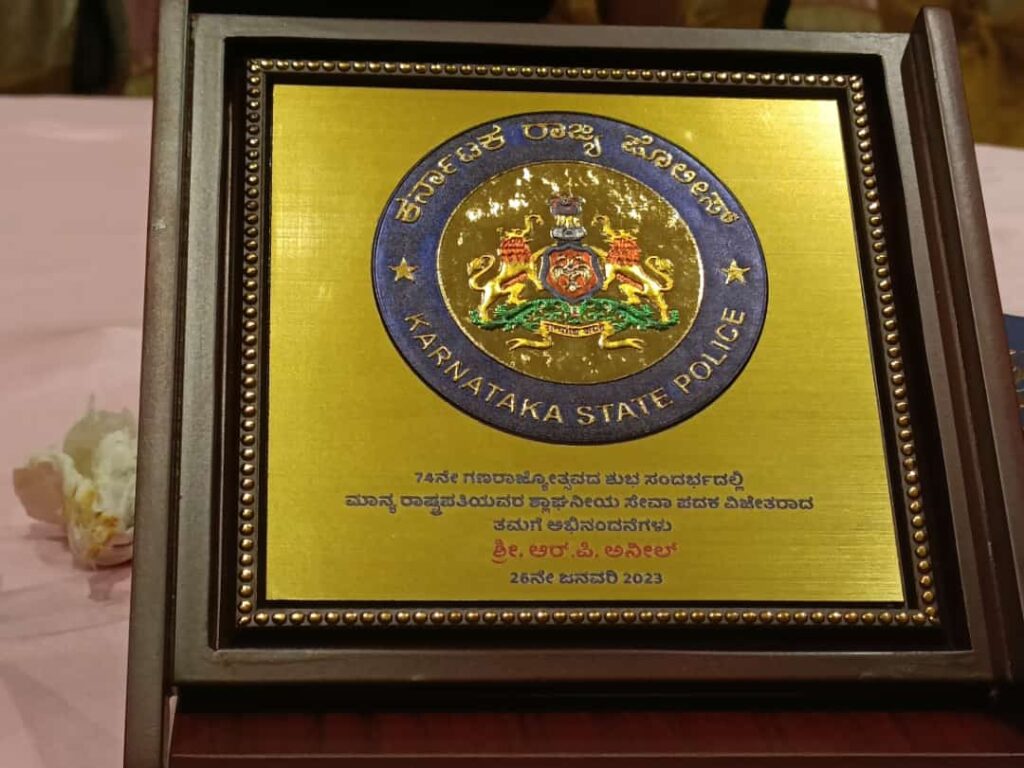 ಕರ್ನಾಟಕ ರಾಜ್ಯ ಪೋಲೀಸ್
KARNATAKA STATE POLICE
74ನೇ ಗಣರಾಜ್ಯೋತ್ಸವದ ಶುಭ ಸಂದರ್ಭದಲ್ಲಿ
ಮಾನ್ಯ ರಾಷ್ಟ್ರಪತಿಯವರ ಶ್ಲಾಘನೀಯ ಸೇವಾ ಪದಕ ವಿಜೇತರಾದ
ತಮಗೆ ಅಭಿನಂದನೆಗಳು
ಶ್ರೀ. ಆರ್.ಪಿ. ಅನೀಲ್
26ನೇ ಜನವರಿ 2023